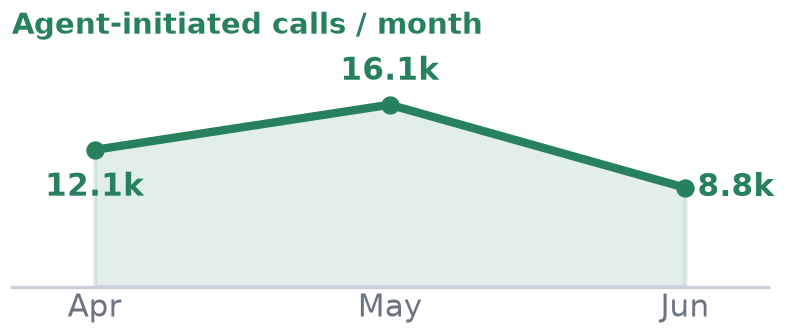 Agent-initiated calls / month
16.1k
12.1k
8.8k
Apr May Jun